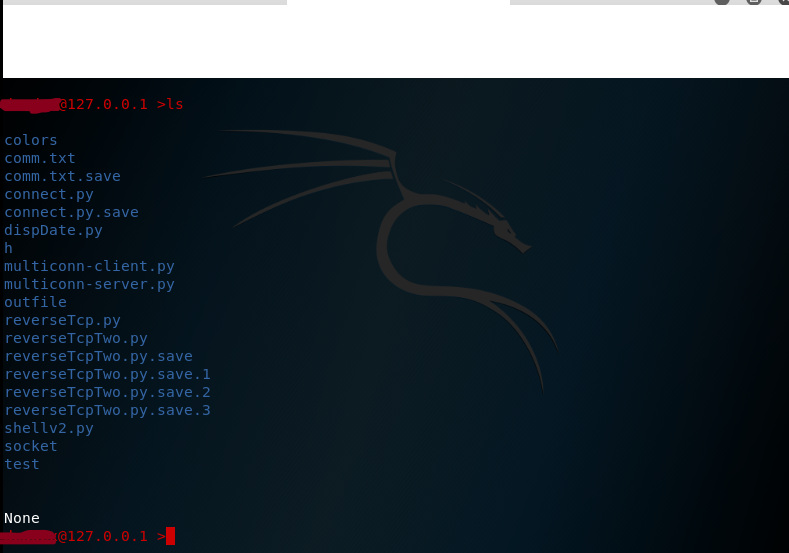 @127.0.0.1 >ls
colors
comm.txt
comm.txt.save
connect.py
connect.py.save
dispDate.py
h
multiconn-client.py
multiconn-server.py
outfile
reverseTcp.py
reverseTcpTwo.py
reverseTcpTwo.py.save
reverseTcpTwo.py.save.1
reverseTcpTwo.py.save.2
reverseTcpTwo.py.save.3
shellv2.py
socket
test
None
@127.0.0.1 >